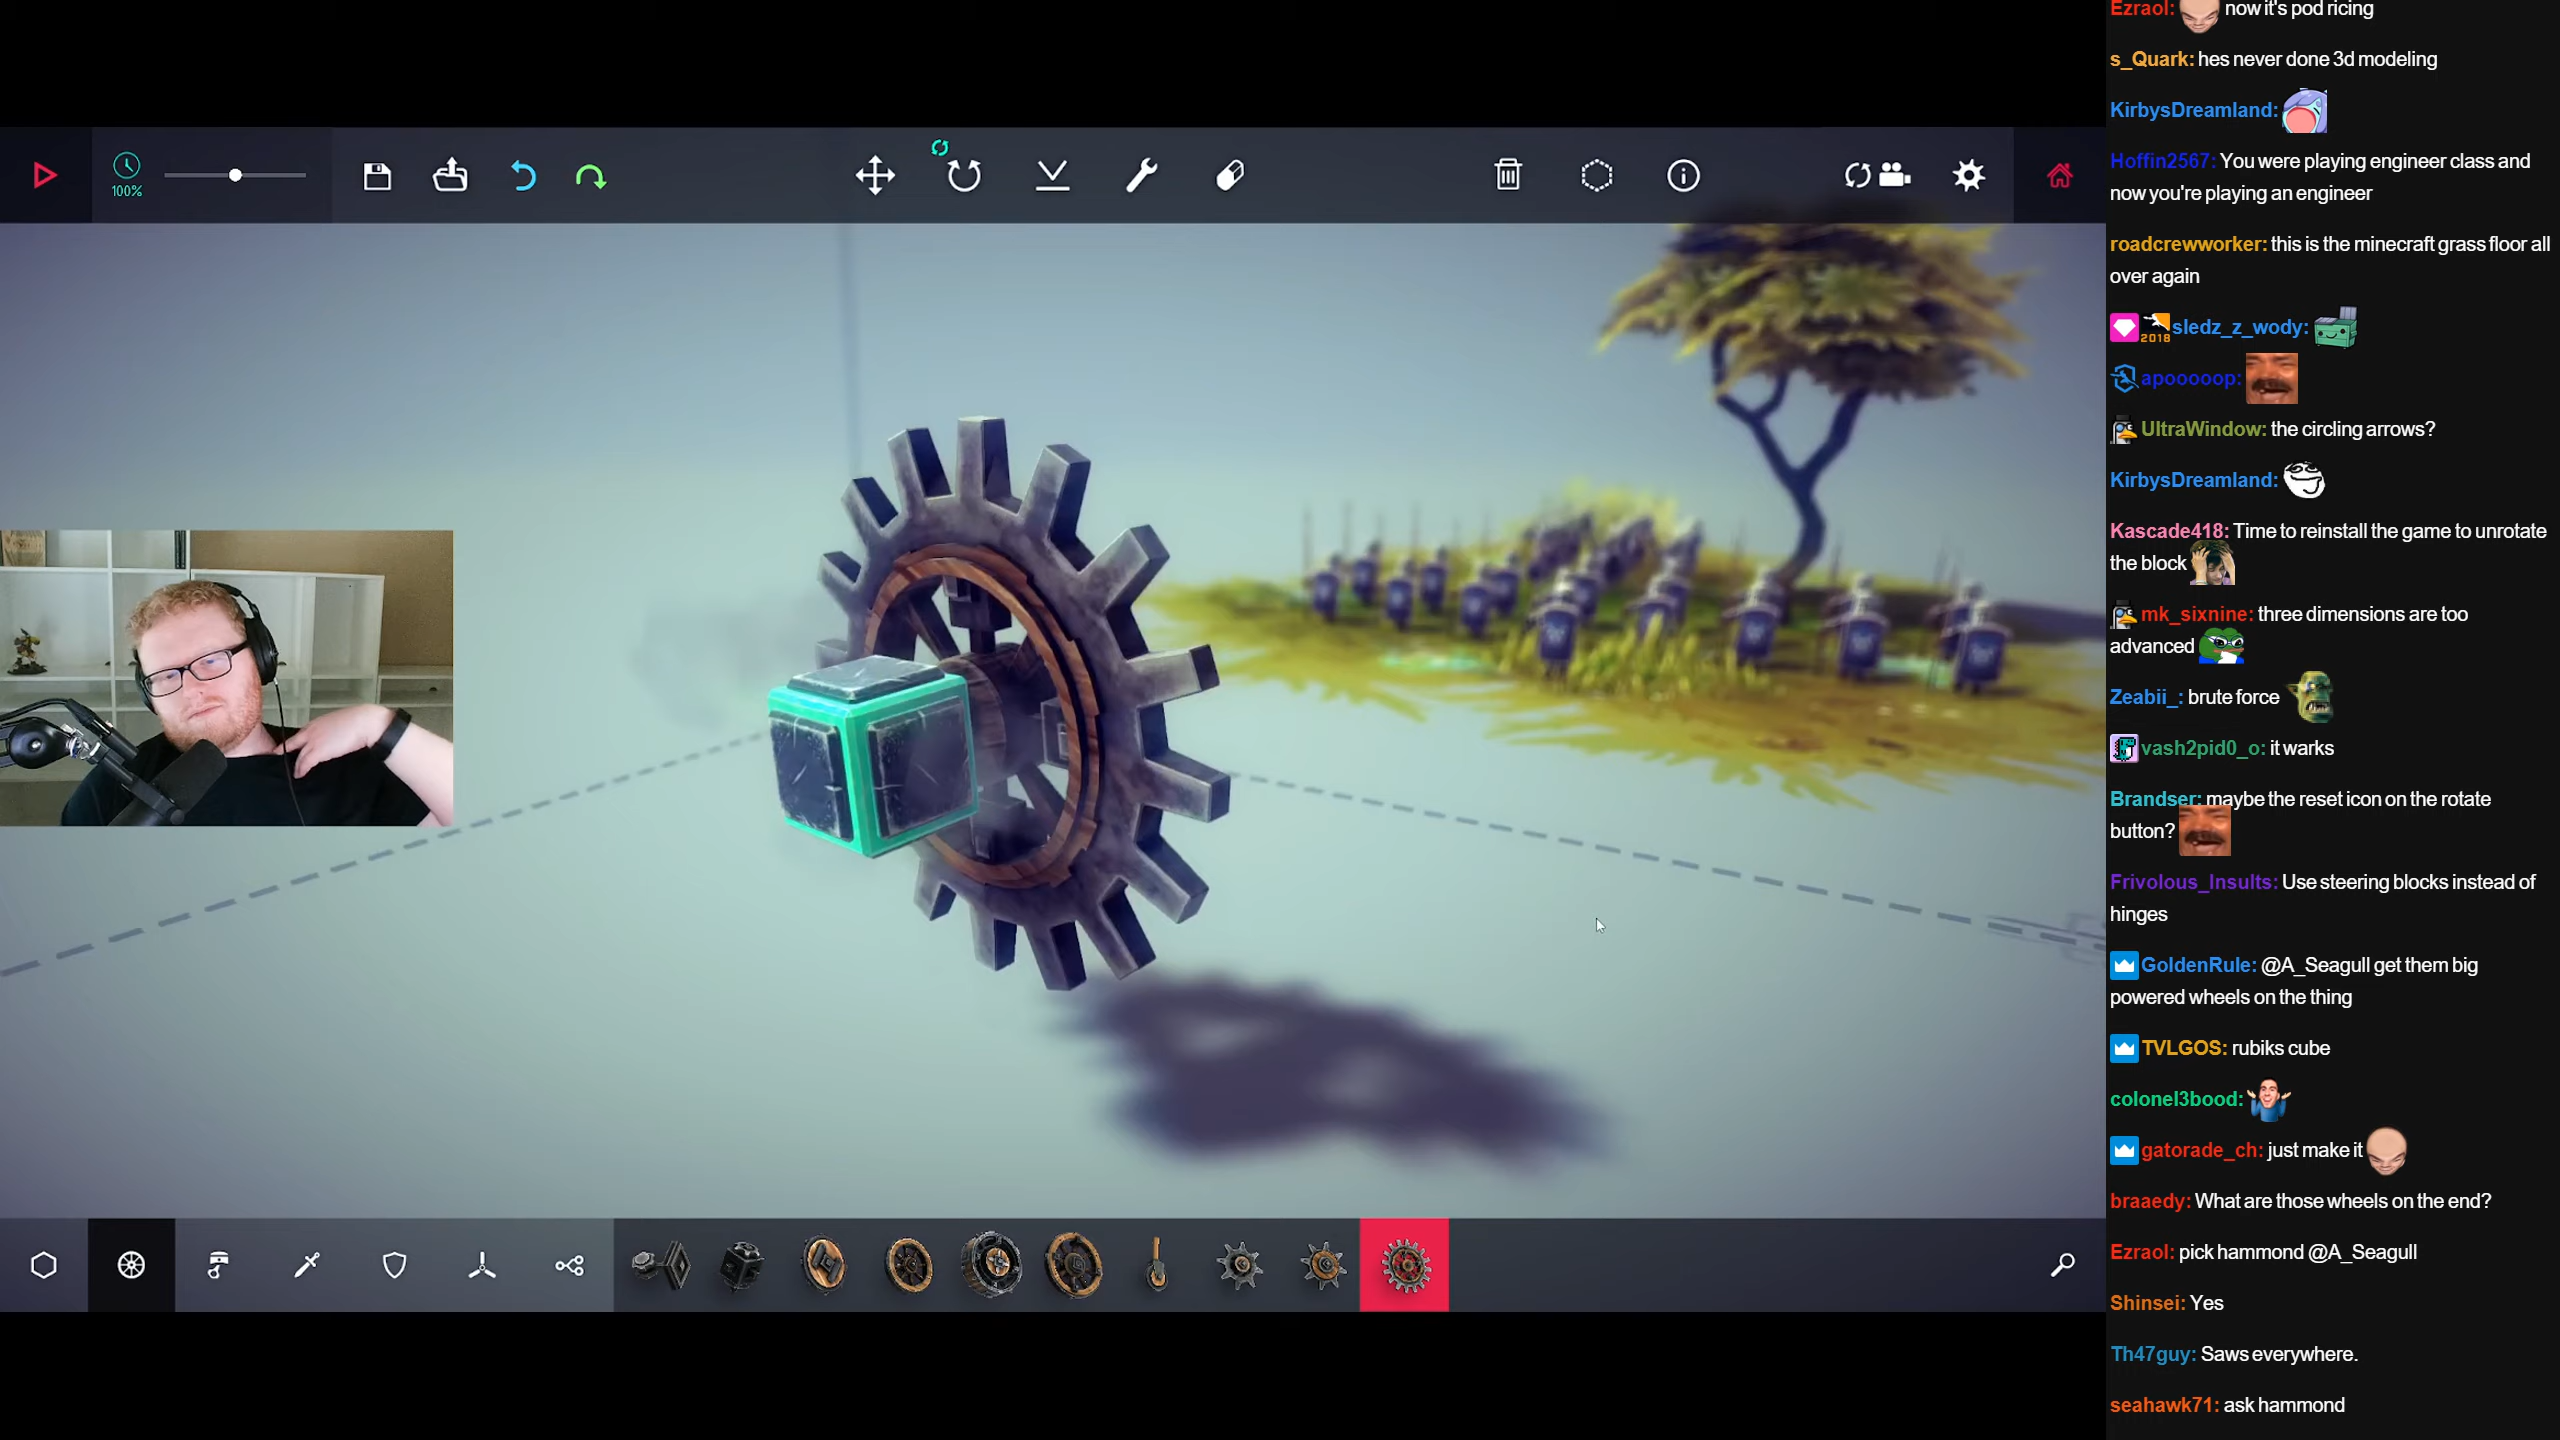 100%
Ezraol: now it's pod ricing
s_Quark: hes never done 3d modeling
KirbysDreamland:
Hoffin2567: You were playing engineer class and
now you're playing an engineer
roadcrewworker: this is the minecraft grass floor all
over again
2018 sledz_z_wody:
apooooop:
UltraWindow: the circling arrows?
KirbysDreamland:
Kascade418: Time to reinstall the game to unrotate
the block
mk_sixnine: three dimensions are too
advanced
Zeabii_: brute force
vash2pid0_o: it warks
Brandser: maybe the reset icon on the rotate
button?
Frivolous_Insults: Use steering blocks instead of
hinges
GoldenRule: @A_Seagull get them big
powered wheels on the thing
TVLGOS: rubiks cube
colonel3bood:
gatorade_ch: just make it
braaedy: What are those wheels on the end?
Ezraol: pick hammond @A_Seagull
Shinsei: Yes
Th47guy: Saws everywhere.
seahawk71: ask hammond